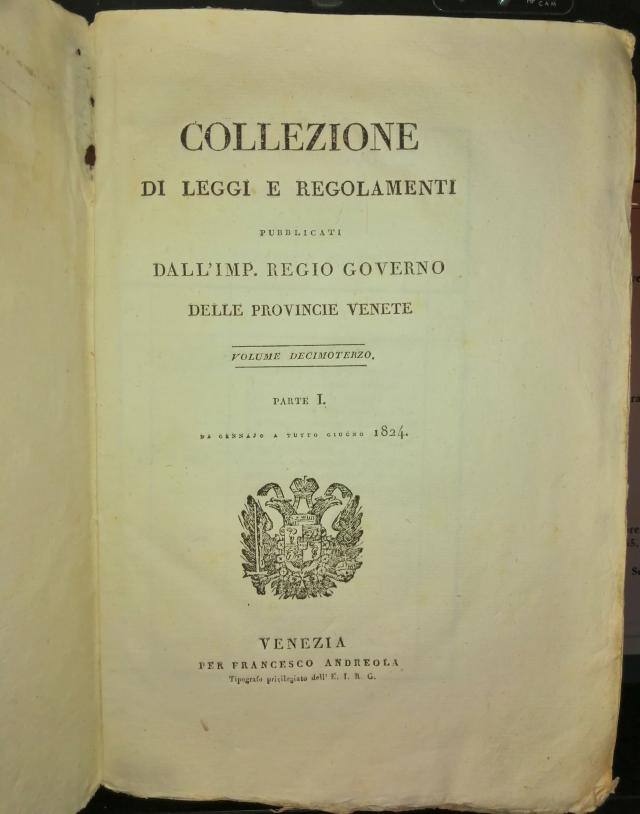 COLLEZIONE
DI LEGGI E REGOLAMENTI
PUBBLICATI
DALL'IMP. REGIO GOVERNO
DELLE PROVINCIE VENETE
VOLUME DECIMOTERZO.
PARTE I.
DA GENNAJO A TUTTO GIUGNO 1824.
VENEZIA
PER FRANCESCO ANDREOLA
Tipografo privilegiato dell' E. I. R. G.